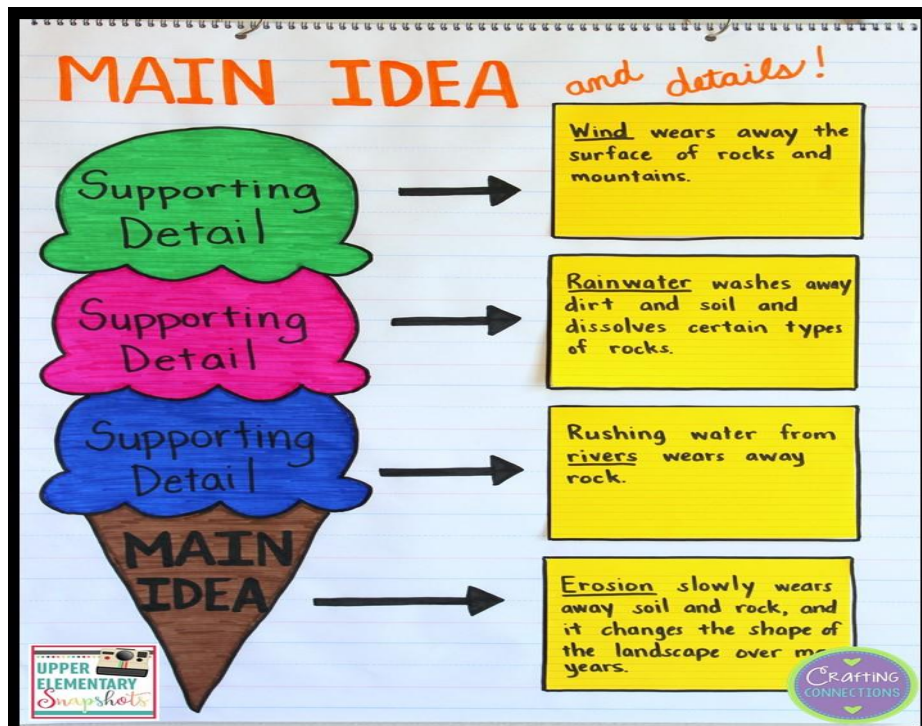 MAIN IDEA and details!
Supporting
Detail
Wind wears away the
surface of rocks and
mountains.
Supporting
Detail
Rainwater washes away
dirt and soil and
dissolves certain types
of rocks.
Supporting
Detail
Rushing water from
rivers wears away
rock.
MAIN
IDEA
Erosion slowly wears
away soil and rock, and
it changes the shape of
the landscape over
years.
UPPER
ELEMENTARY
Snapshots
CRAFTING
CONNECTIONS